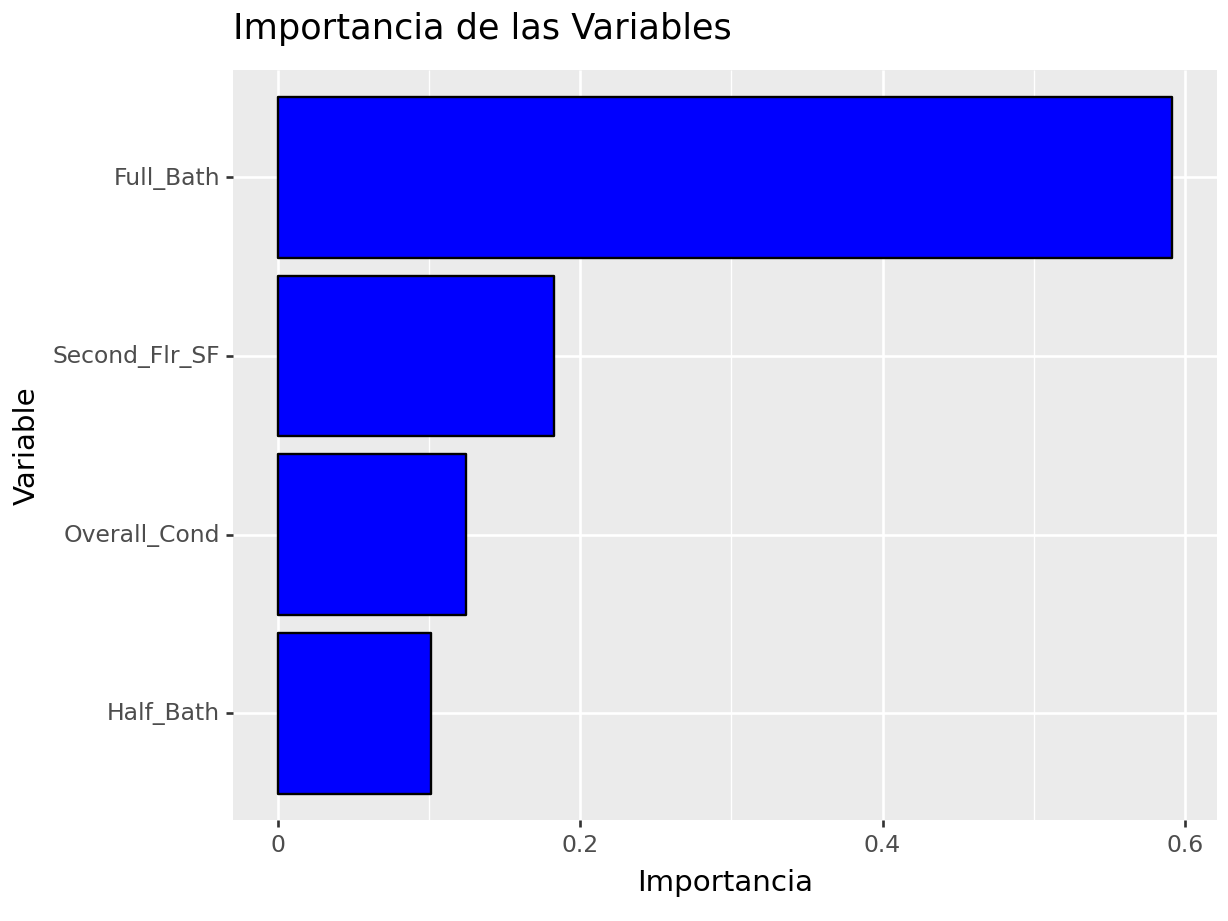 Importancia de las Variables
Variable
Full_Bath
Second_Flr_SF
Overall_Cond
Half_Bath
0 0.2 0.4 0.6
Importancia